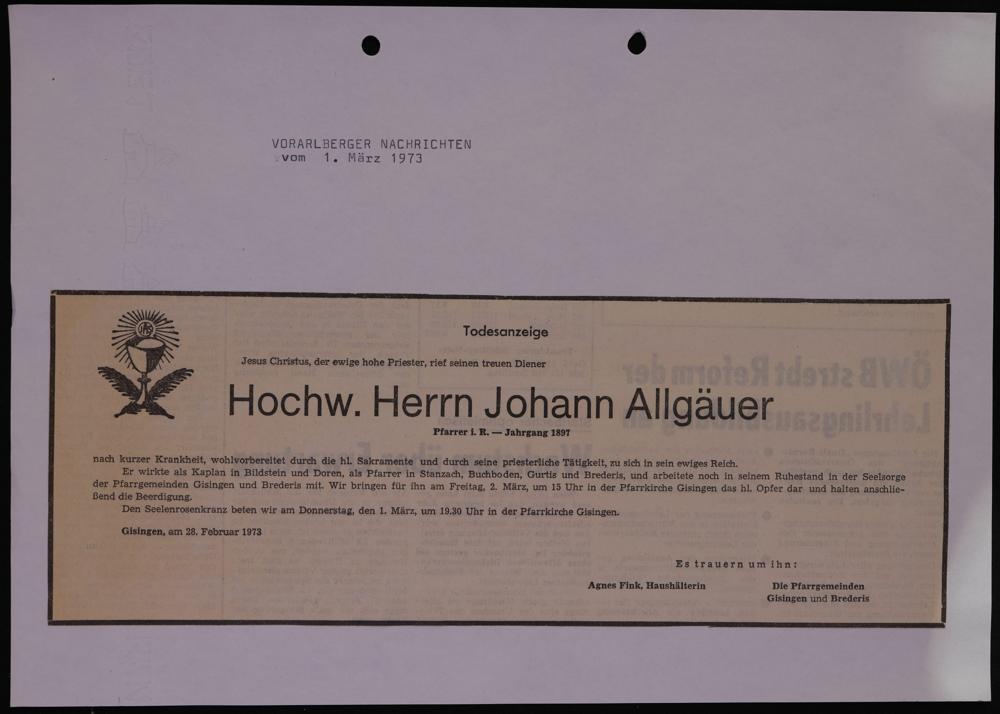 VORARLBERGER NACHRICHTEN
vom 1. März 1973
Todesanzeige
Jesus Christus, der ewige hohe Priester, rief seinen treuen Diener
Hochw. Herrn Johann Allgäuer
Pfarrer i. R. — Jahrgang 1897
nach kurzer Krankheit, wohlvorbereitet durch die hl. Sakramente und durch seine priesterliche Tätigkeit, zu sich in sein ewiges Reich.
Er wirkte als Kaplan in Bildstein und Doren, als Pfarrer in Stanzach, Buchboden, Gurtis und Brederis, und arbeitete noch in seinem Ruhestand in der Seelsorge
der Pfarrgemeinden Gisingen und Brederis mit. Wir bringen für ihn am Freitag, 2. März, um 15 Uhr in der Pfarrkirche Gisingen das hl. Opfer dar und halten anschlie-
ßend die Beerdigung.
Den Seelenrosenkranz beten wir am Donnerstag, den 1. März, um 19.30 Uhr in der Pfarrkirche Gisingen.
Gisingen, am 28. Februar 1973
Es trauern um ihn:
Agnes Fink, Haushälterin
Die Pfarrgemeinden
Gisingen und Brederis